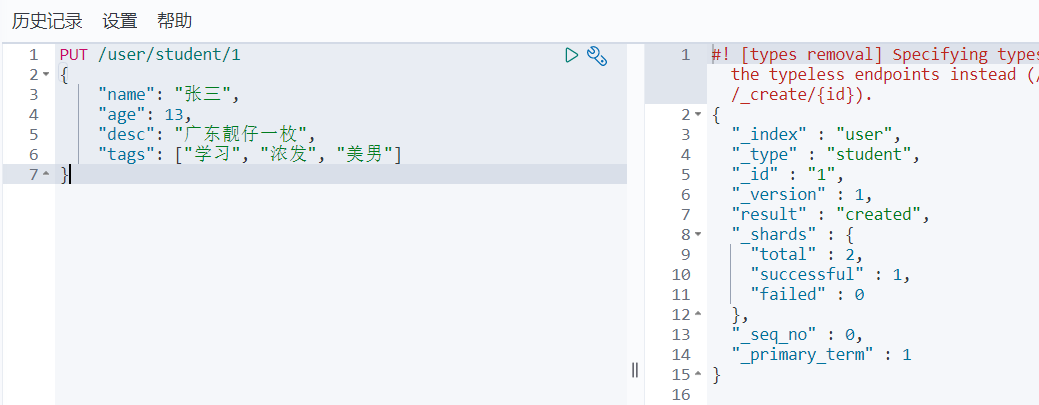 历史记录 设置 帮助
1 PUT /user/student/1
2 {
3 "name": "张三",
4 "age": 13,
5 "desc": "广东靓仔一枚",
6 "tags": ["学习", "浓发", "美男"]
7 }
1 #! [types removal] Specifying types
the typeless endpoints instead (/
/_create/{id}).
2 {
3 "_index" : "user",
4 "_type" : "student",
5 "_id" : "1",
6 "_version" : 1,
7 "result" : "created",
8 "_shards" : {
9 "total" : 2,
10 "successful" : 1,
11 "failed" : 0
12 },
13 "_seq_no" : 0,
14 "_primary_term" : 1
15 }
16